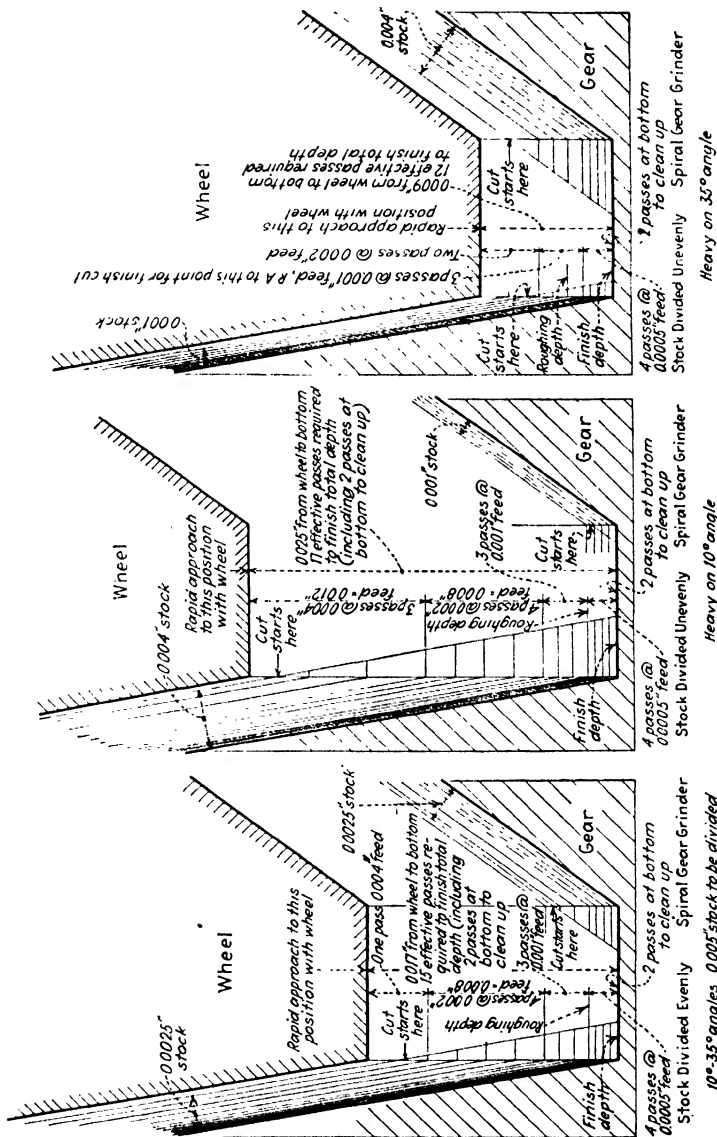 0.0025"
stock
Wheel
Rapid approach to this
position with wheel
One pass 0.004" feed
0.0025" stock
0.017" from wheel to bottom
15 effective passes re-
quired to finish total
depth (including
2 passes at
bottom to
clean up
Cut
starts
here
4 passes @ 0.002"
feed = 0.008"
Roughing depth
3 passes @
0.001" feed
Cut starts
here
Finish
depth
Gear
4 passes @
0.0005" feed
2 passes at bottom
to clean up
Stock Divided Evenly Spiral Gear Grinder
10°-35° angles 0.005" stock to be divided
0.004" stock
Wheel
Rapid approach
to this position
with wheel
Cut
starts
here
0.025" from wheel to bottom
11 effective passes required
to finish total depth
(including 2 passes at
bottom to clean up)
0.001" stock
3 passes @ 0.004"
feed = 0.012"
4 passes @ 0.002"
feed = 0.008"
Roughing depth
3 passes @
0.001" feed
Cut
starts
here
Finish
depth
Gear
4 passes @
0.0005" feed
2 passes at bottom
to clean up
Stock Divided Unevenly Spiral Gear Grinder
Heavy on 10° angle
0.001" stock
Wheel
0.004"
stock
3 passes @ 0.001" feed, R A to this point for finish cut
Two passes @ 0.002" feed
Rapid approach to this
position with wheel
0.009" from wheel to bottom
12 effective passes required
to finish total depth
Cut
starts
here
Roughing
depth
Finish
depth
Cut
starts
here
Gear
4 passes @
0.0005" feed
2 passes at bottom
to clean up
Stock Divided Unevenly Spiral Gear Grinder
Heavy on 35° angle